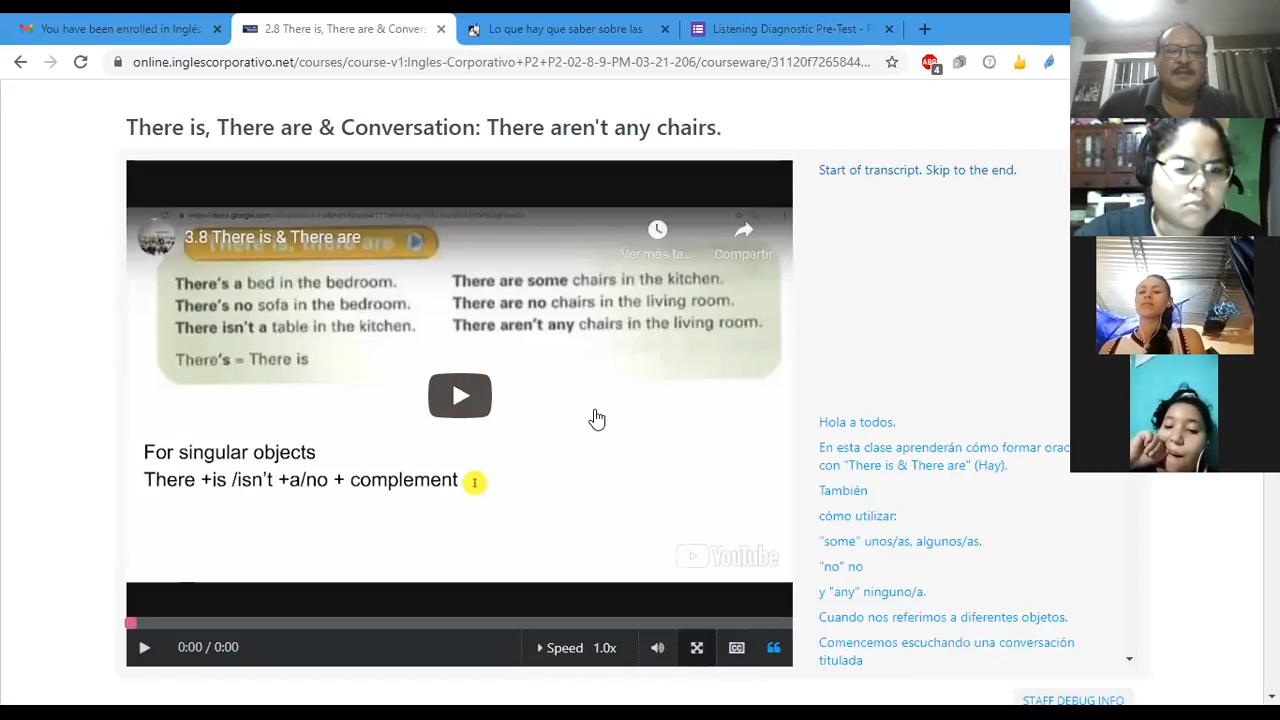 You have been enrolled in Inglés
2.8 There is, There are & Conver
Lo que hay que saber sobre las
Listening Diagnostic Pre-Test - F
online.inglescorporativo.net/courses/course-v1:Ingles-Corporativo+P2+P2-02-8-9-PM-03-21-206/courseware/31120f7265844...
ABP
4
There is, There are & Conversation: There aren't any chairs.
3.8 There is & There are
Ver más ta...
Compartir
There's a bed in the bedroom.
There are some chairs in the kitchen.
There's no sofa in the bedroom.
There are no chairs in the living room.
There isn't a table in the kitchen.
There aren't any chairs in the living room.
There's = There is
For singular objects
There +is /isn't +a/no + complement
YouTube
0:00 / 0:00
Speed 1.0x
Start of transcript. Skip to the end.
Hola a todos.
En esta clase aprenderán cómo formar orac
con "There is & There are" (Hay).
También
cómo utilizar:
"some" unos/as, algunos/as.
"no" no
y "any" ninguno/a.
Cuando nos referimos a diferentes objetos.
Comencemos escuchando una conversación
titulada
STAFF DEBUG INFO